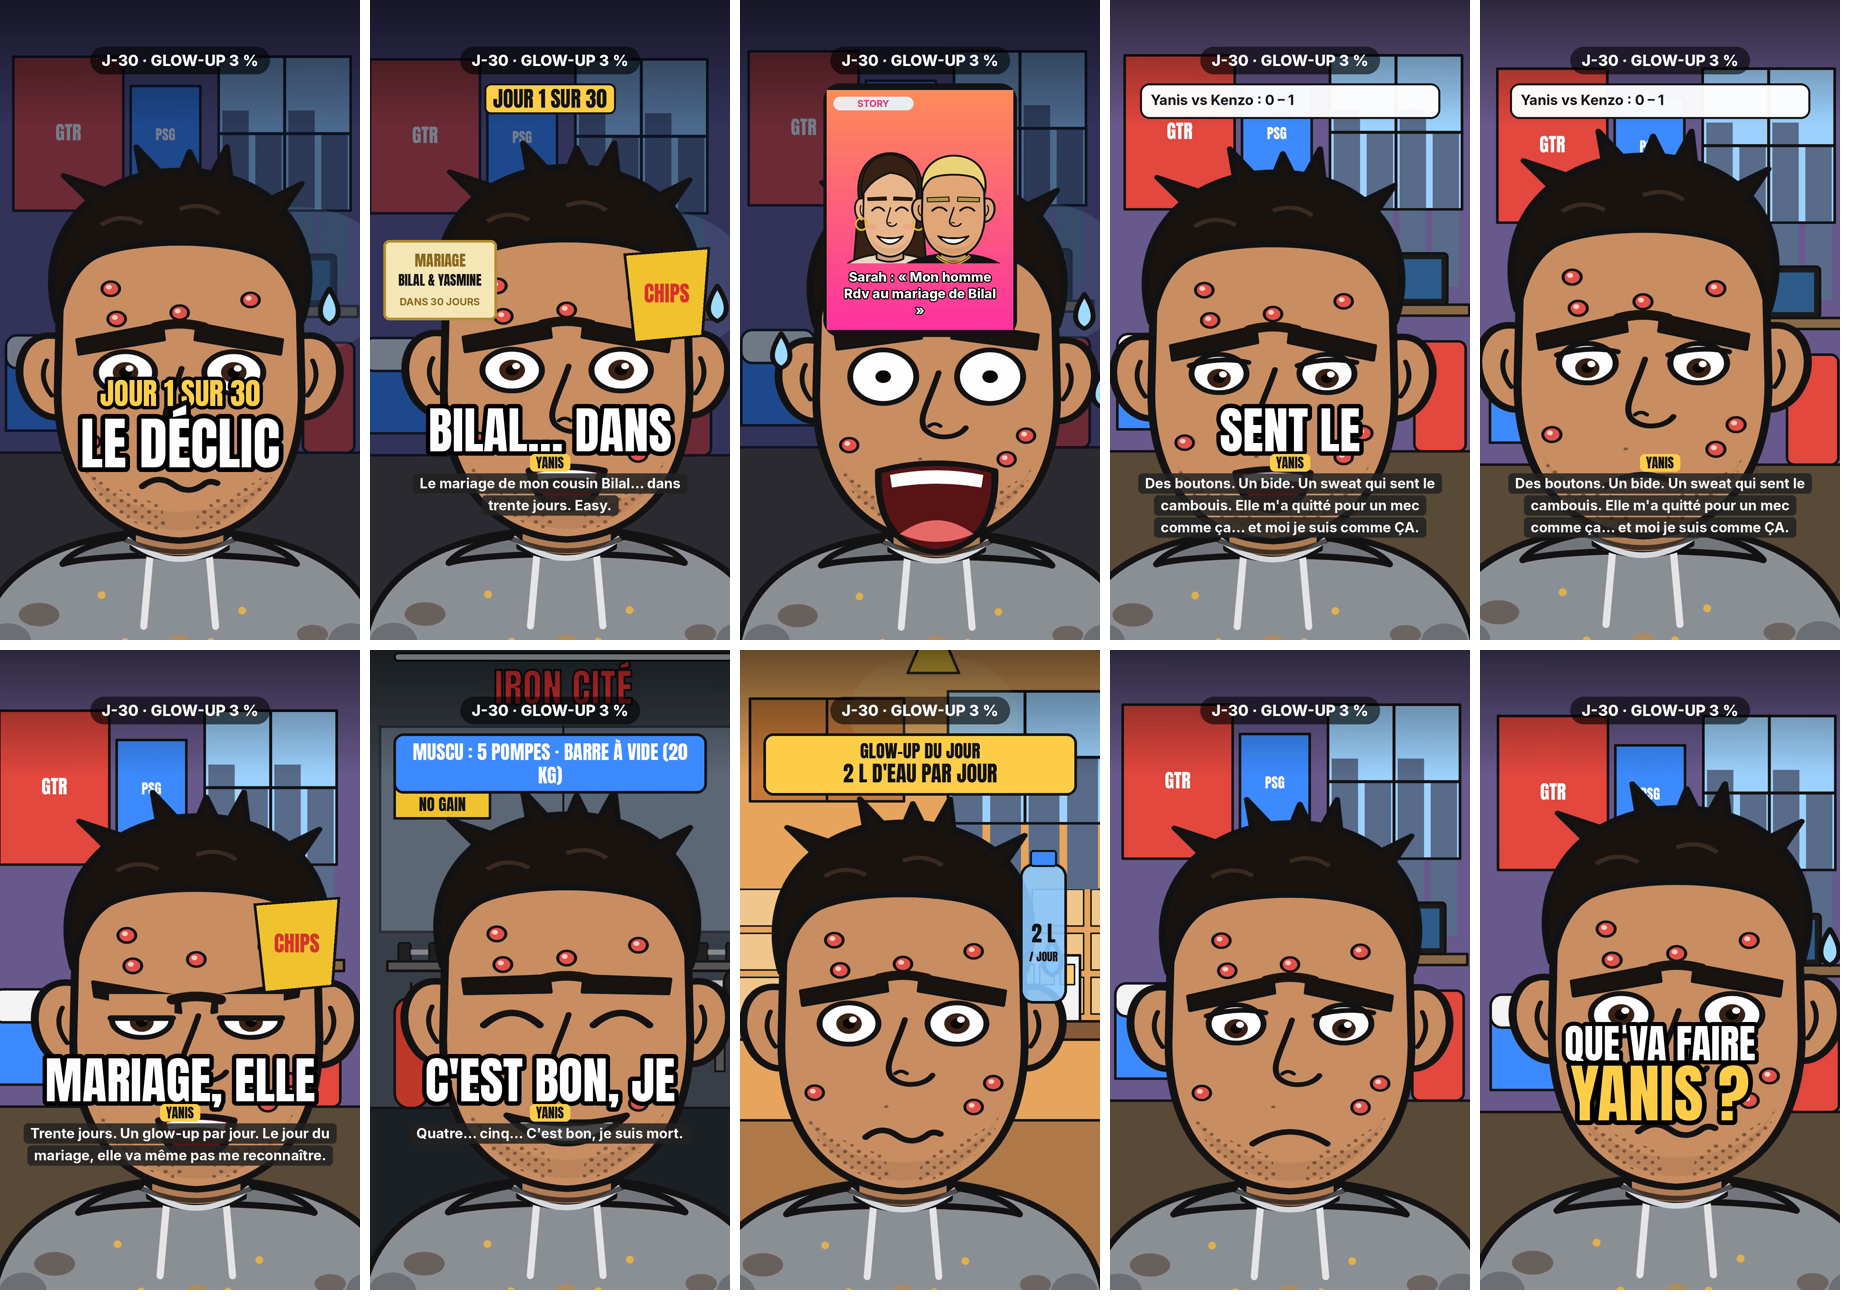 J-30 · GLOW-UP 3 %
GTR
PSG
JOUR 1 SUR 30
LE DÉCLIC
J-30 · GLOW-UP 3 %
JOUR 1 SUR 30
GTR
PSG
MARIAGE
BILAL & YASMINE
DANS 30 JOURS
CHIPS
BILAL... DANS
YANIS
Le mariage de mon cousin Bilal... dans
trente jours. Easy.
J-30 · GLOW-UP 3 %
STORY
GTR
Sarah : « Mon homme
Rdv au mariage de Bilal
»
J-30 · GLOW-UP 3 %
Yanis vs Kenzo : 0 – 1
GTR
PSG
SENT LE
YANIS
Des boutons. Un bide. Un sweat qui sent le
cambouis. Elle m'a quitté pour un mec
comme ça... et moi je suis comme ÇA.
J-30 · GLOW-UP 3 %
Yanis vs Kenzo : 0 – 1
GTR
YANIS
Des boutons. Un bide. Un sweat qui sent le
cambouis. Elle m'a quitté pour un mec
comme ça... et moi je suis comme ÇA.
J-30 · GLOW-UP 3 %
GTR
PSG
CHIPS
MARIAGE, ELLE
YANIS
Trente jours. Un glow-up par jour. Le jour du
mariage, elle va même pas me reconnaître.
IRON CITÉ
J-30 · GLOW-UP 3 %
MUSCU : 5 POMPES · BARRE À VIDE (20
KG)
NO GAIN
C'EST BON, JE
YANIS
Quatre... cinq... C'est bon, je suis mort.
J-30 · GLOW-UP 3 %
GLOW-UP DU JOUR
2 L D'EAU PAR JOUR
2 L
/ JOUR
J-30 · GLOW-UP 3 %
GTR
PSG
J-30 · GLOW-UP 3 %
GTR
PSG
QUE VA FAIRE
YANIS ?